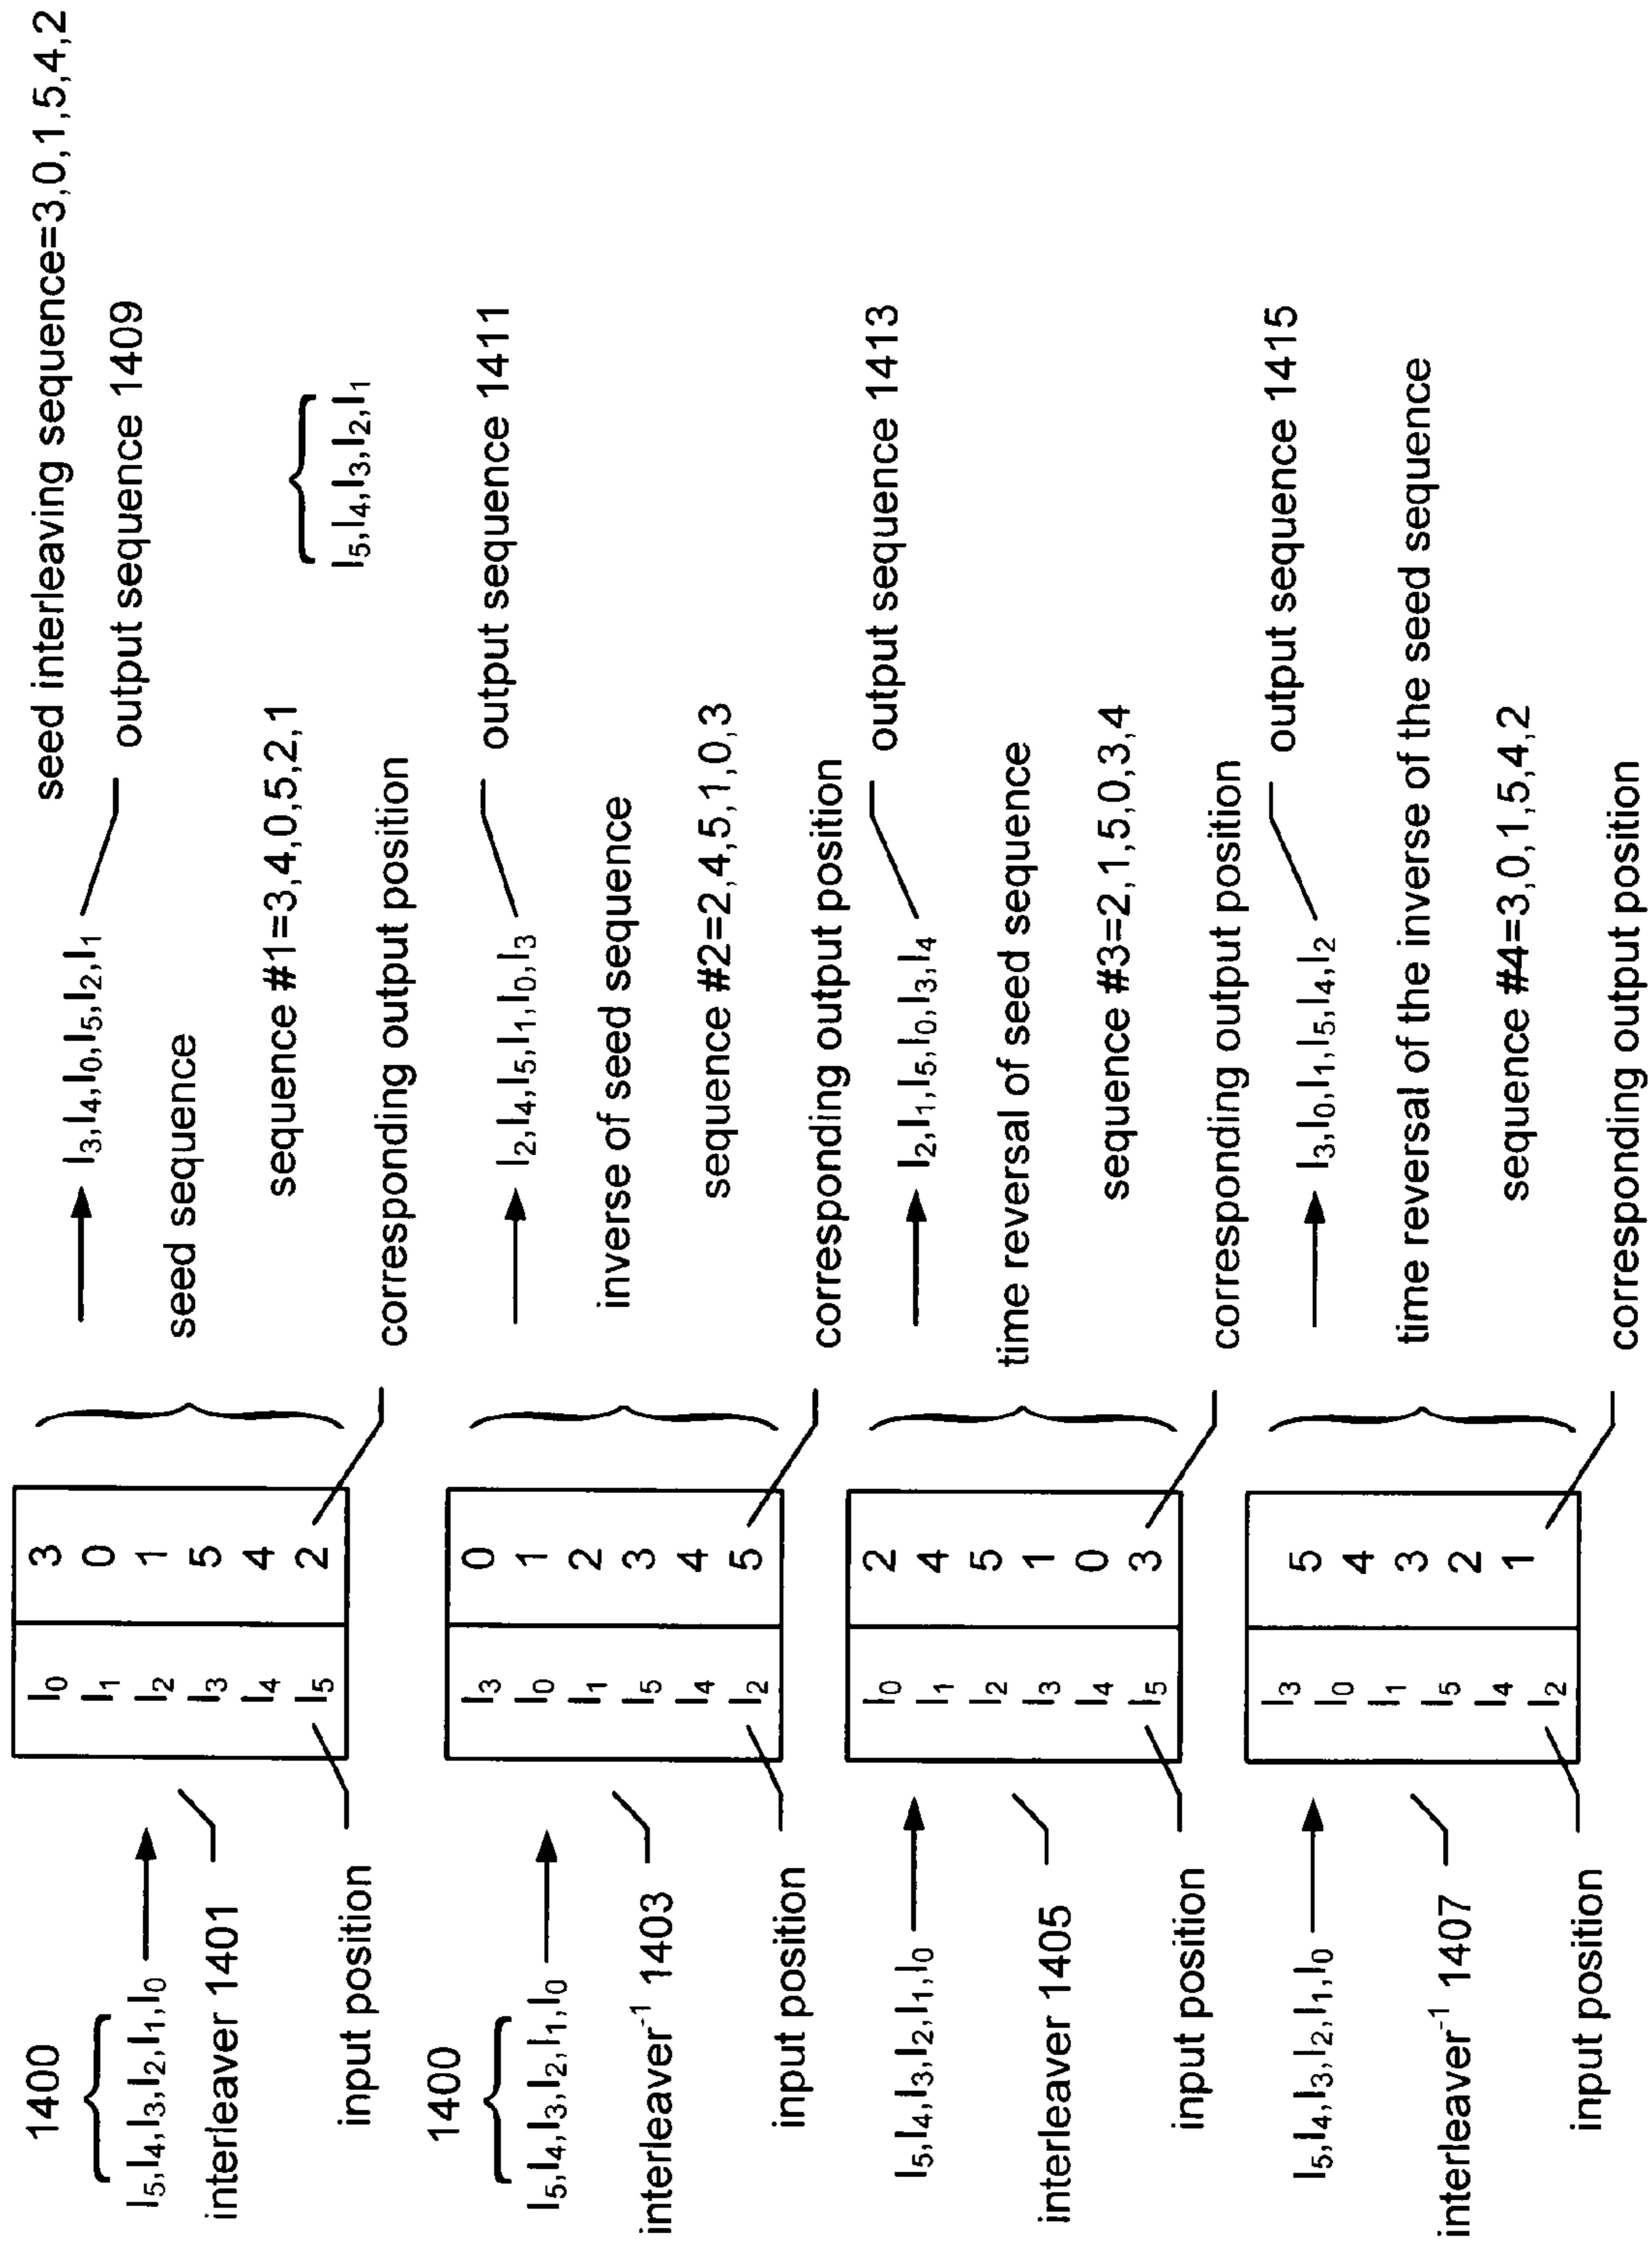 1400
I5,I4,I3,I2,I1,I0
interleaver 1401
input position
I0 3
I1 0
I2 1
I3 5
I4 4
I5 2
seed interleaving sequence=3,0,1,5,4,2
I3,I4,I0,I5,I2,I1
output sequence 1409
seed sequence
sequence #1=3,4,0,5,2,1
I5,I4,I3,I2,I1
corresponding output position
1400
I5,I4,I3,I2,I1,I0
interleaver-1 1403
input position
I3 0
I0 1
I1 2
I5 3
I4 4
I2 5
I2,I4,I5,I1,I0,I3
output sequence 1411
inverse of seed sequence
sequence #2=2,4,5,1,0,3
corresponding output position
I5,I4,I3,I2,I1,I0
interleaver 1405
input position
I0 2
I1 4
I2 5
I3 1
I4 0
I5 3
I2,I1,I5,I0,I3,I4
output sequence 1413
time reversal of seed sequence
sequence #3=2,1,5,0,3,4
corresponding output position
I5,I4,I3,I2,I1,I0
interleaver-1 1407
input position
I3 5
I0 4
I1 3
I5 2
I4 1
I2
I3,I0,I1,I5,I4,I2
output sequence 1415
time reversal of the inverse of the seed sequence
sequence #4=3,0,1,5,4,2
corresponding output position